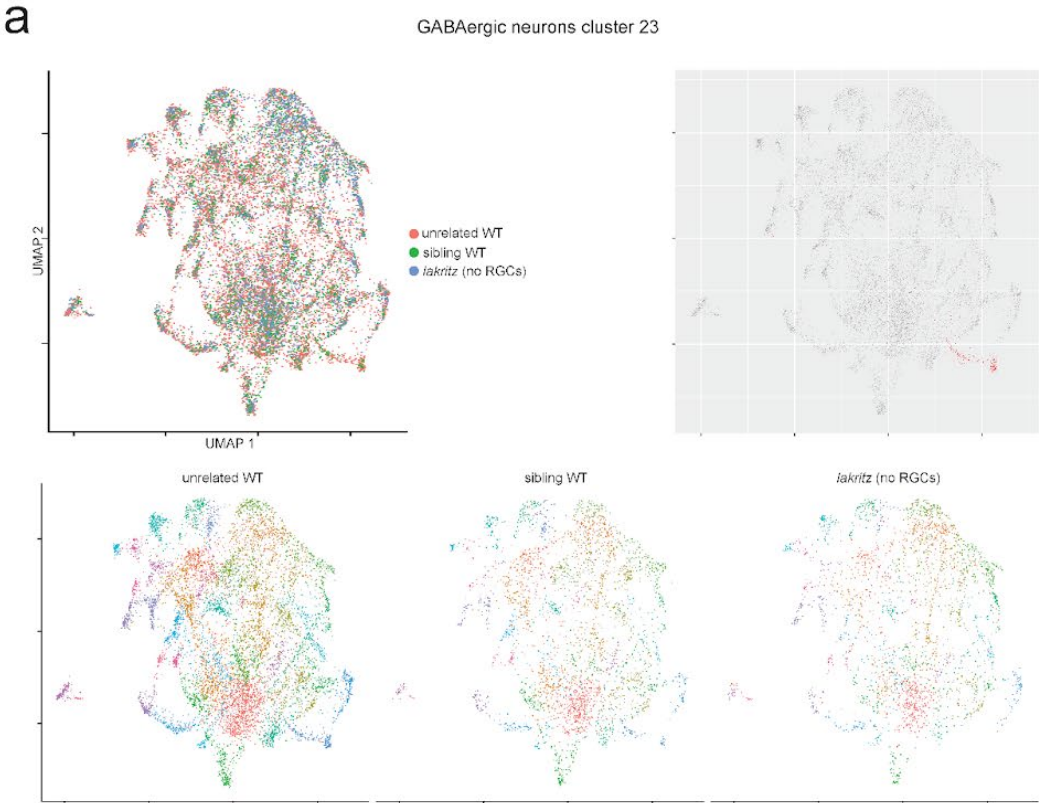 a
GABAergic neurons cluster 23
UMAP 2
unrelated WT
sibling WT
lakritz (no RGCs)
UMAP 1
unrelated WT
sibling WT
lakritz (no RGCs)